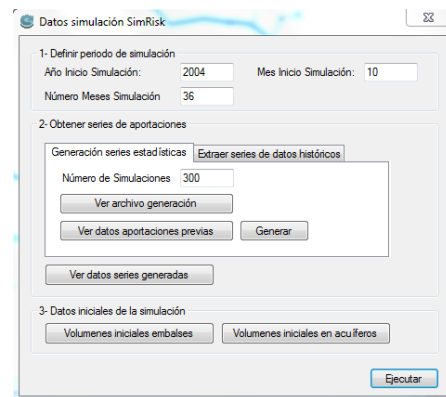 Datos simulación SimRisk
1- Definir periodo de simulación
Año Inicio Simulación: 2004 Mes Inicio Simulación: 10
Número Meses Simulación 36
2- Obtener series de aportaciones
Generación series estadísticas Extraer series de datos históricos
Número de Simulaciones 300
Ver archivo generación
Ver datos aportaciones previas Generar
Ver datos series generadas
3- Datos iniciales de la simulación
Volumenes iniciales embalses Volumenes iniciales en acuíferos
Ejecutar